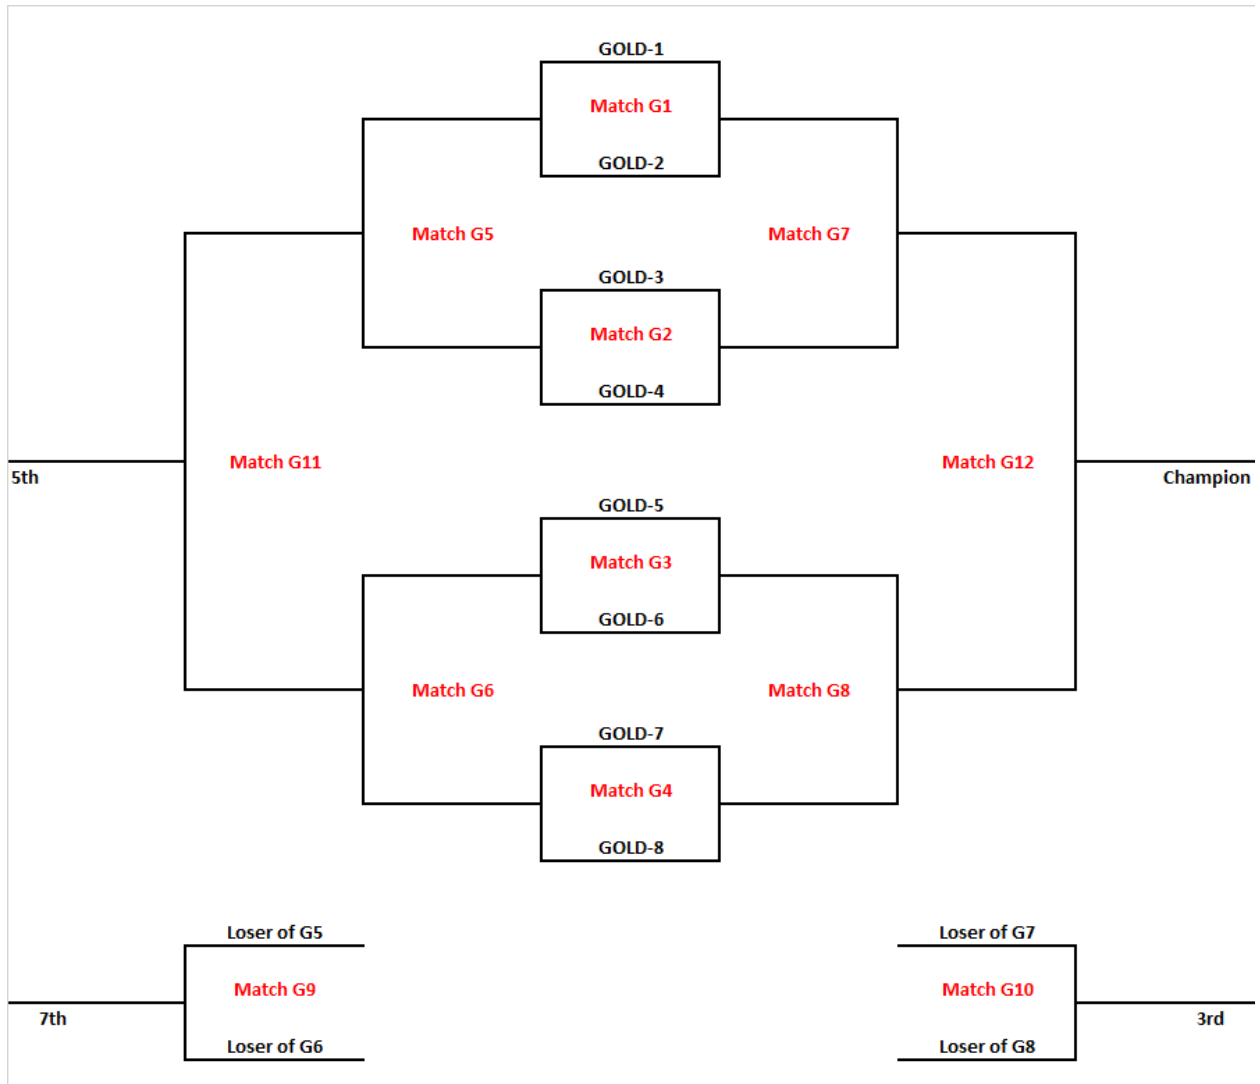 GOLD-1
Match G1
GOLD-2
Match G5
Match G7
GOLD-3
Match G2
GOLD-4
Match G11
Match G12
5th
Champion
GOLD-5
Match G3
GOLD-6
Match G6
Match G8
GOLD-7
Match G4
GOLD-8
Loser of G5
Loser of G7
Match G9
Match G10
7th
3rd
Loser of G6
Loser of G8